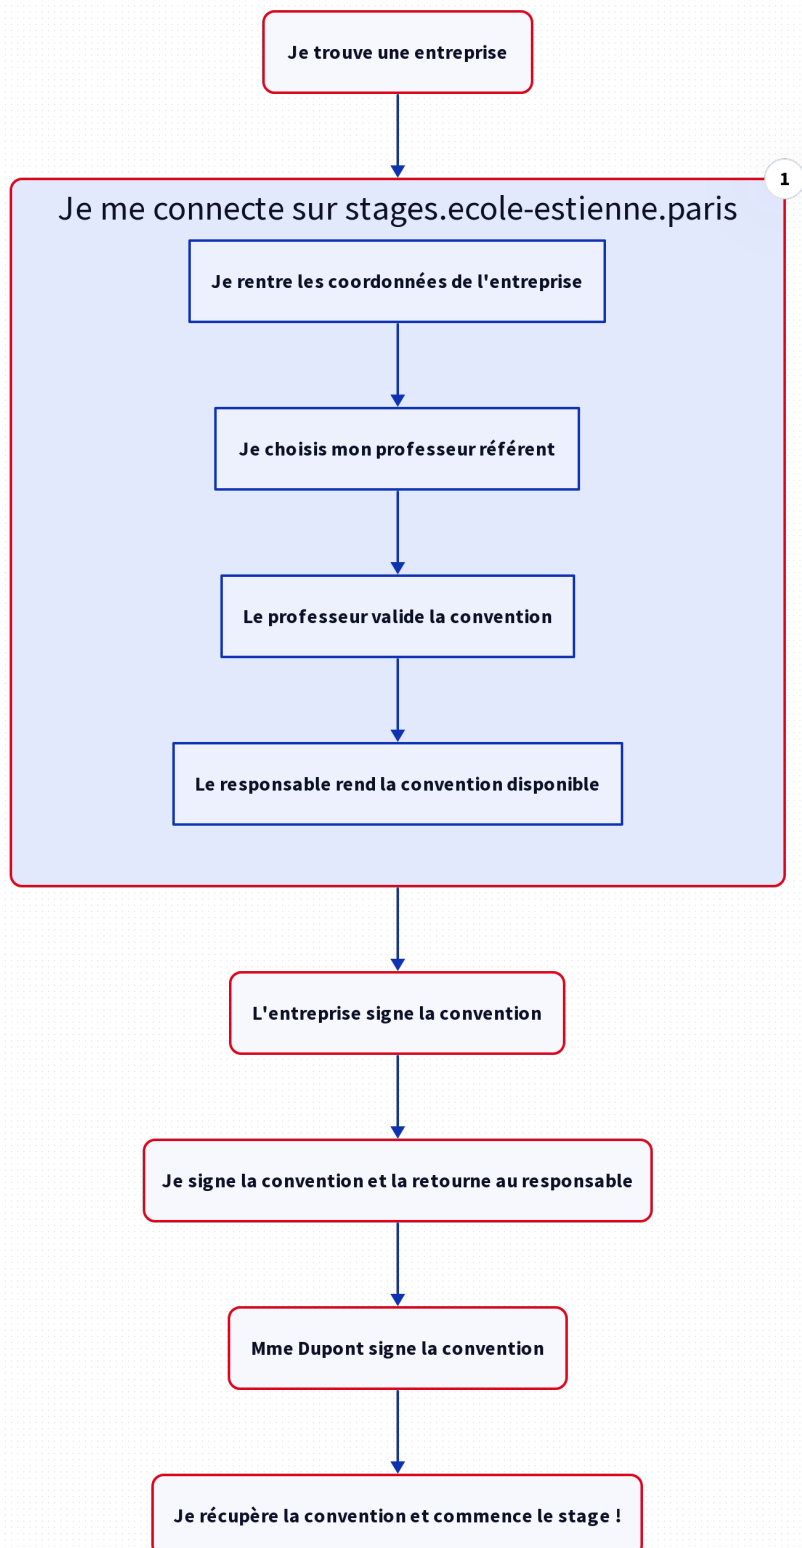 Je trouve une entreprise
1
Je me connecte sur stages.ecole-estienne.paris
Je rentre les coordonnées de l'entreprise
Je choisis mon professeur référent
Le professeur valide la convention
Le responsable rend la convention disponible
L'entreprise signe la convention
Je signe la convention et la retourne au responsable
Mme Dupont signe la convention
Je récupère la convention et commence le stage !